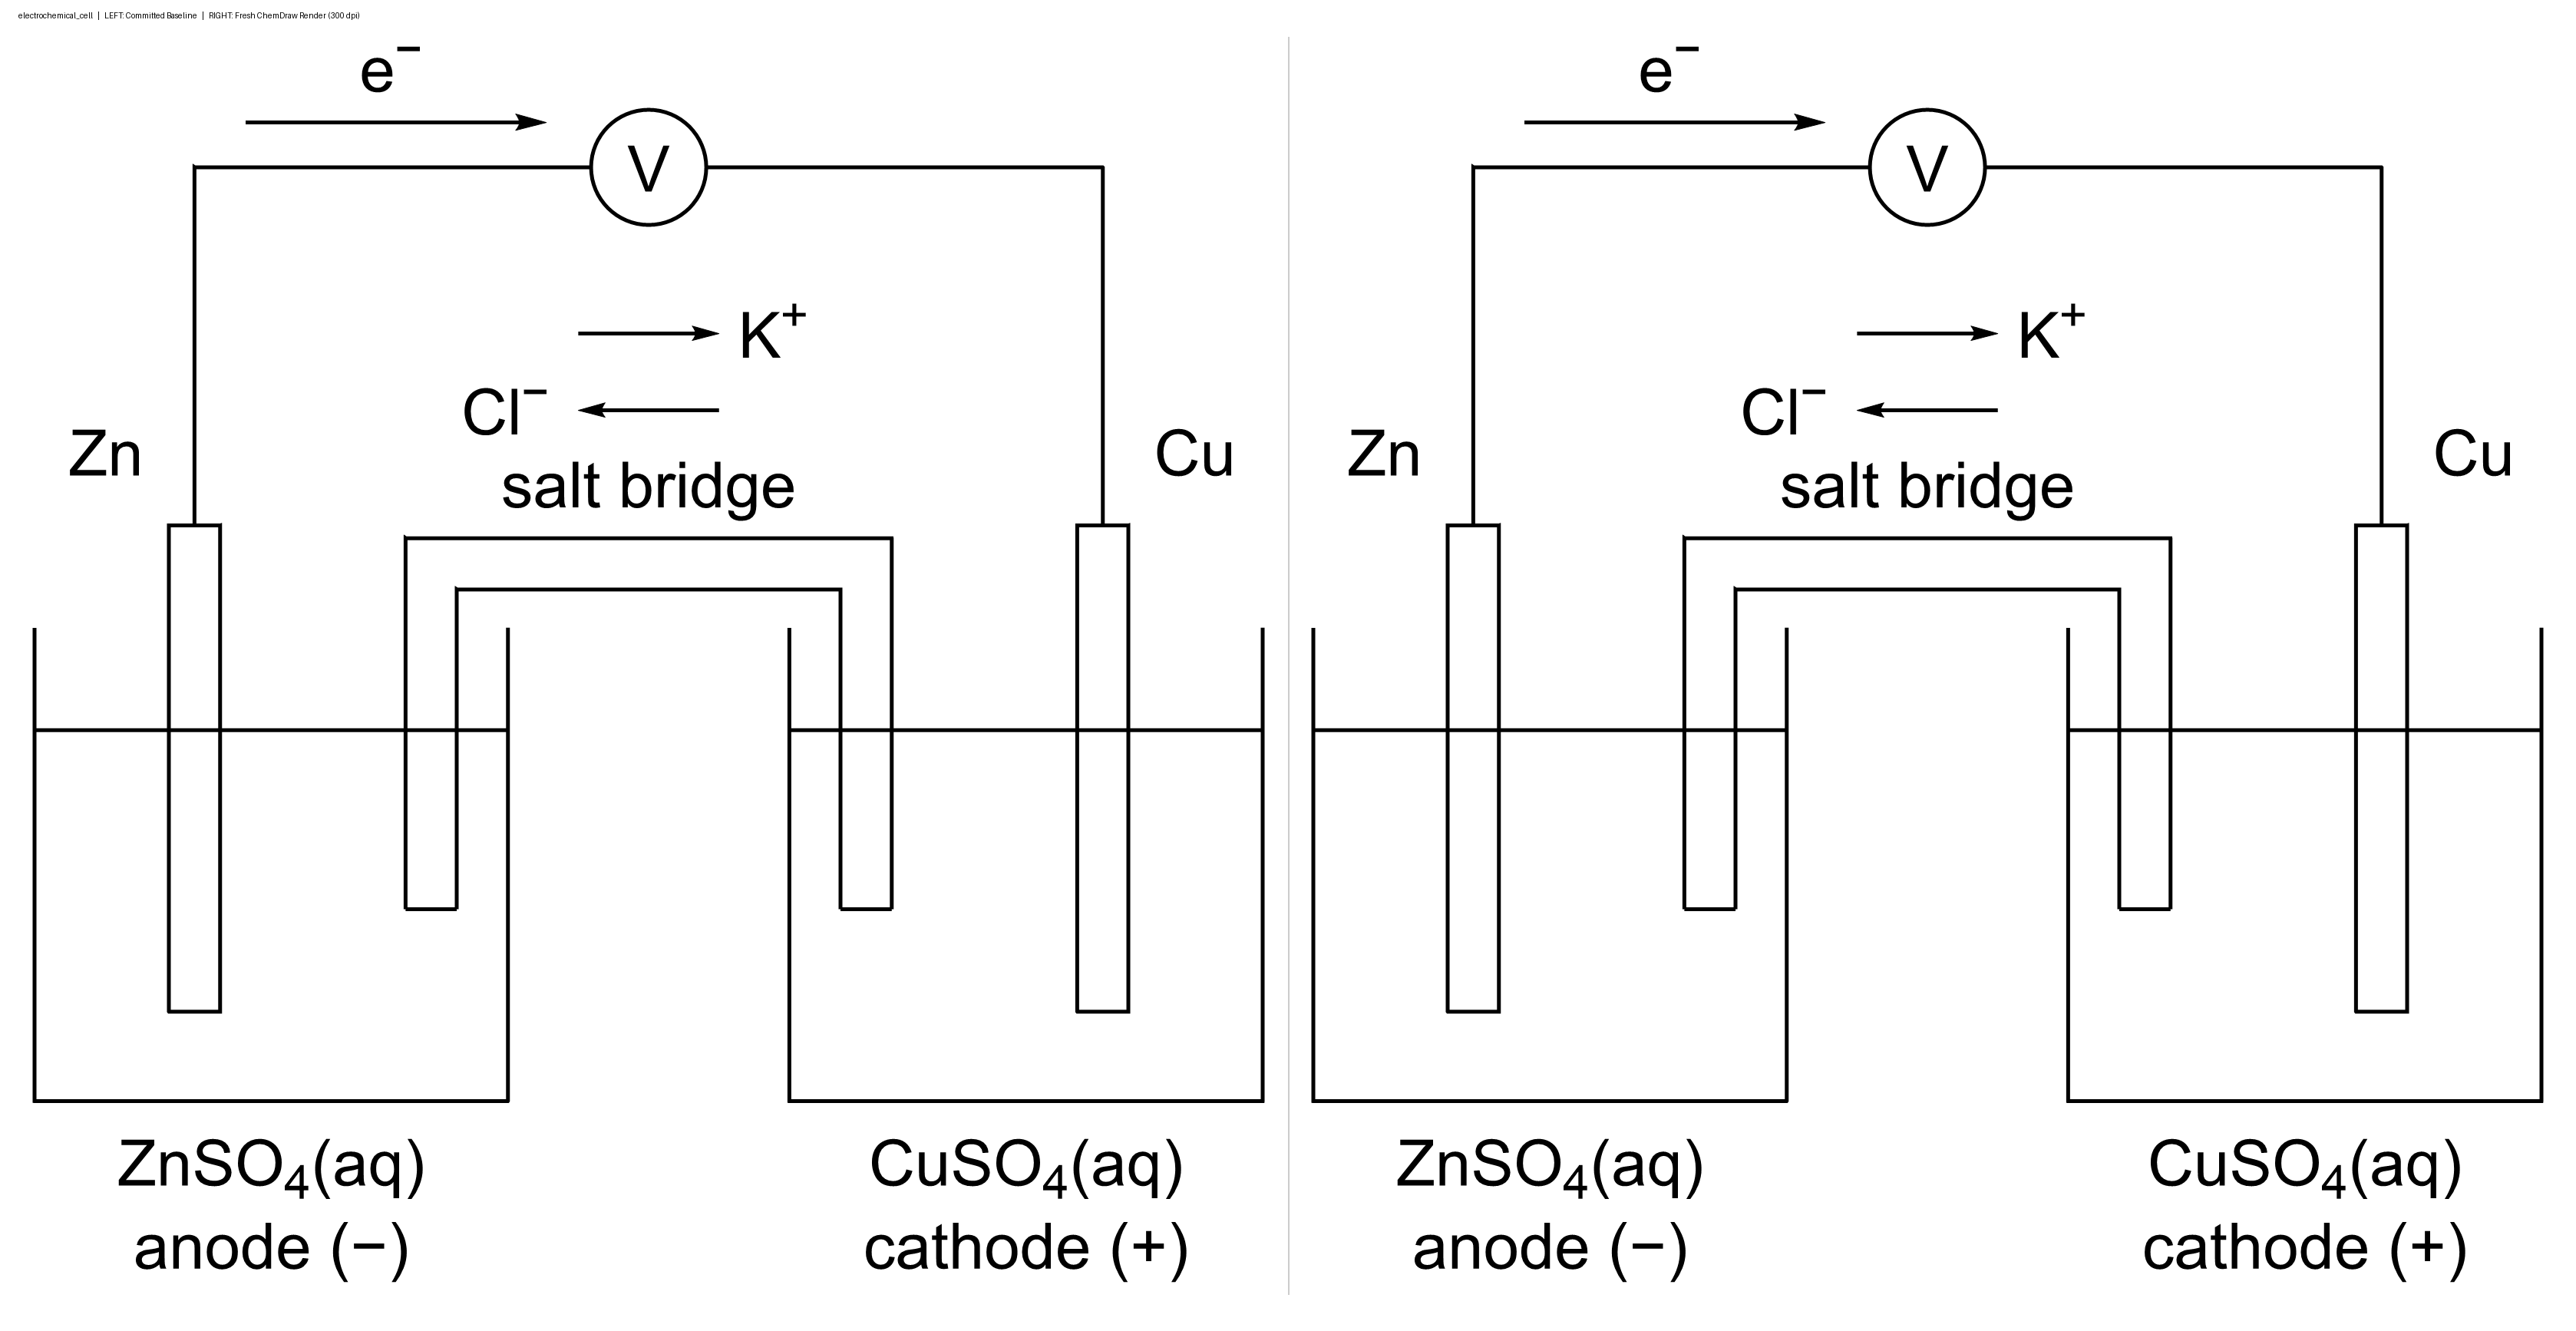 electrochemical_cell | LEFT: Committed Baseline | RIGHT: Fresh ChemDraw Render (300 dpi)
e⁻
V
K⁺
Cl⁻
Zn
Cu
salt bridge
ZnSO₄(aq)
anode (−)
CuSO₄(aq)
cathode (+)
e⁻
V
K⁺
Cl⁻
Zn
Cu
salt bridge
ZnSO₄(aq)
anode (−)
CuSO₄(aq)
cathode (+)